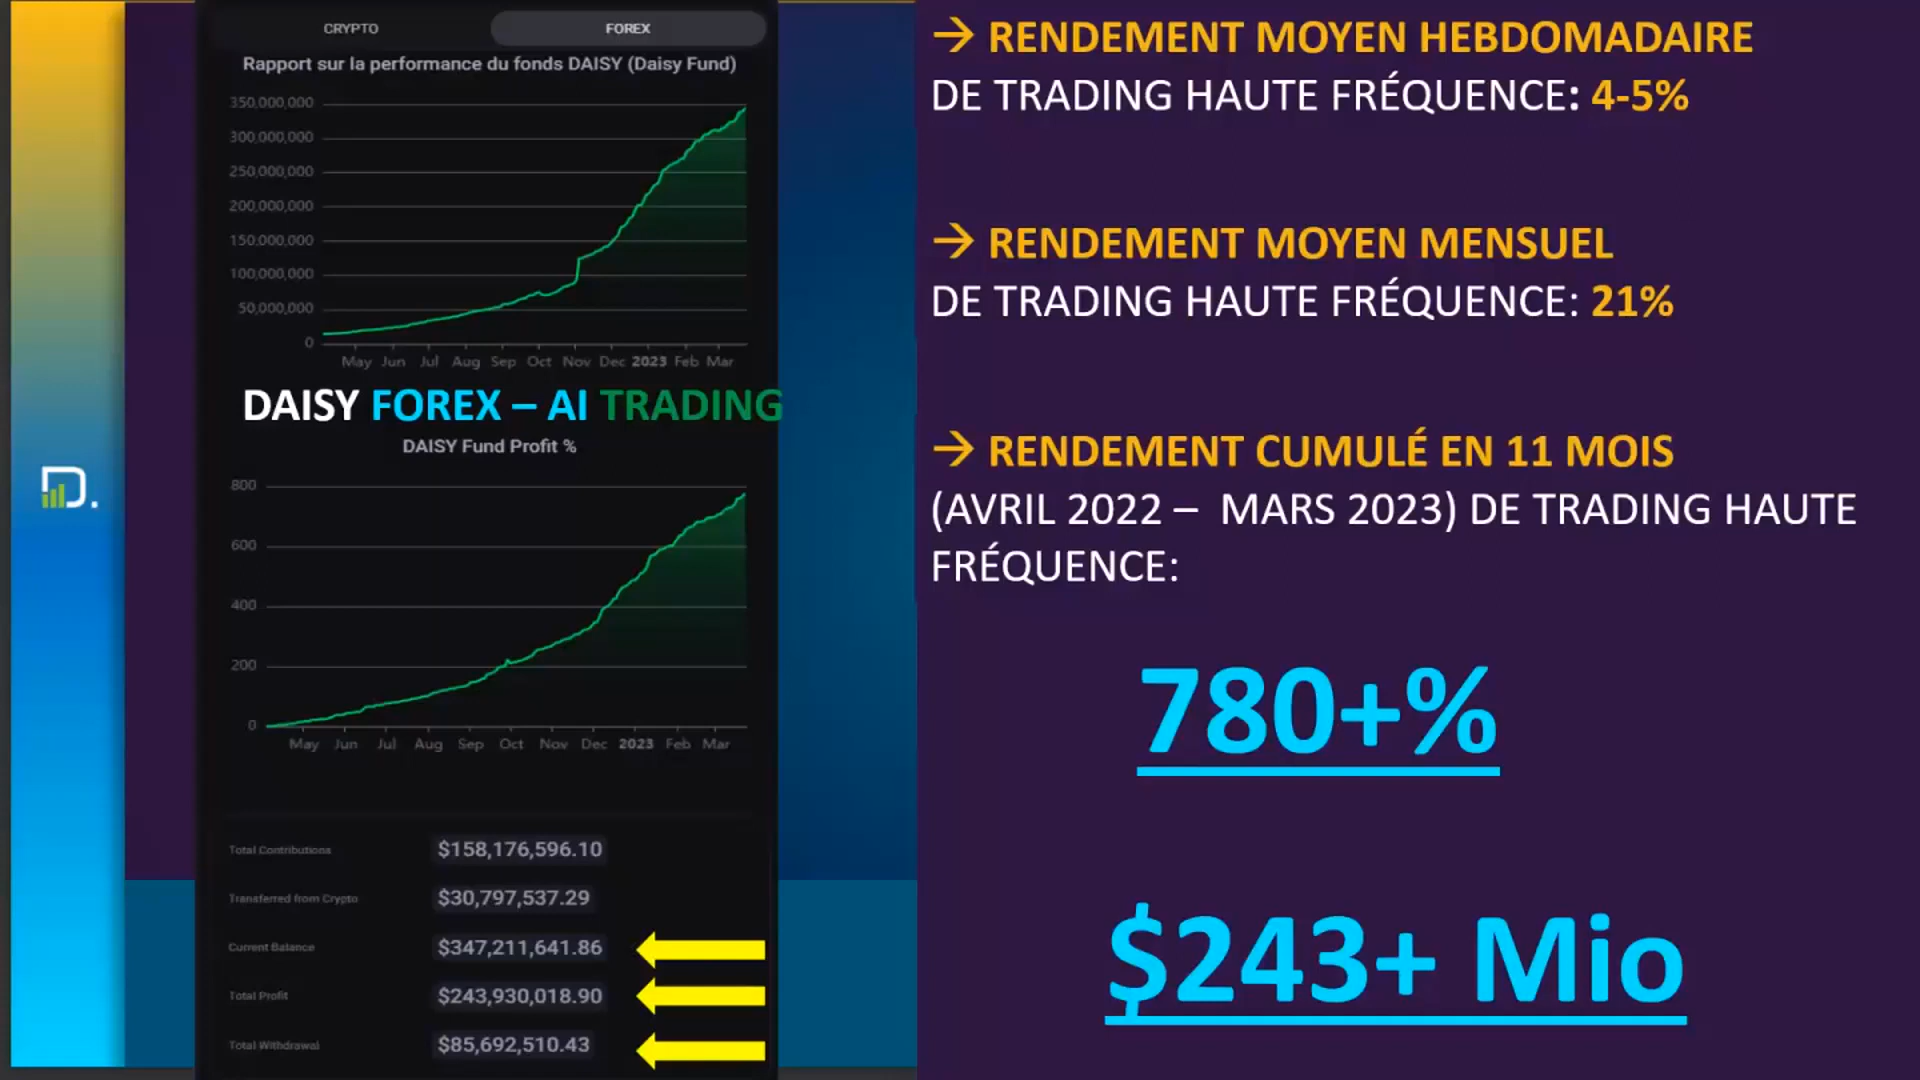 CRYPTO
FOREX
Rapport sur la performance du fonds DAISY (Daisy Fund)
350,000,000
300,000,000
250,000,000
200,000,000
150,000,000
100,000,000
50,000,000
0
May Jun Jul Aug Sep Oct Nov Dec 2023 Feb Mar
DAISY FOREX – AI TRADING
DAISY Fund Profit %
800
600
400
200
0
May Jun Jul Aug Sep Oct Nov Dec 2023 Feb Mar
Total Contributions $158,176,596.10
Transferred from Crypto $30,797,537.29
Current Balance $347,211,641.86
Total Profit $243,930,018.90
Total Withdrawal $85,692,510.43
D.
→ RENDEMENT MOYEN HEBDOMADAIRE
DE TRADING HAUTE FRÉQUENCE: 4-5%
→ RENDEMENT MOYEN MENSUEL
DE TRADING HAUTE FRÉQUENCE: 21%
→ RENDEMENT CUMULÉ EN 11 MOIS
(AVRIL 2022 – MARS 2023) DE TRADING HAUTE
FRÉQUENCE:
780+%
$243+ Mio